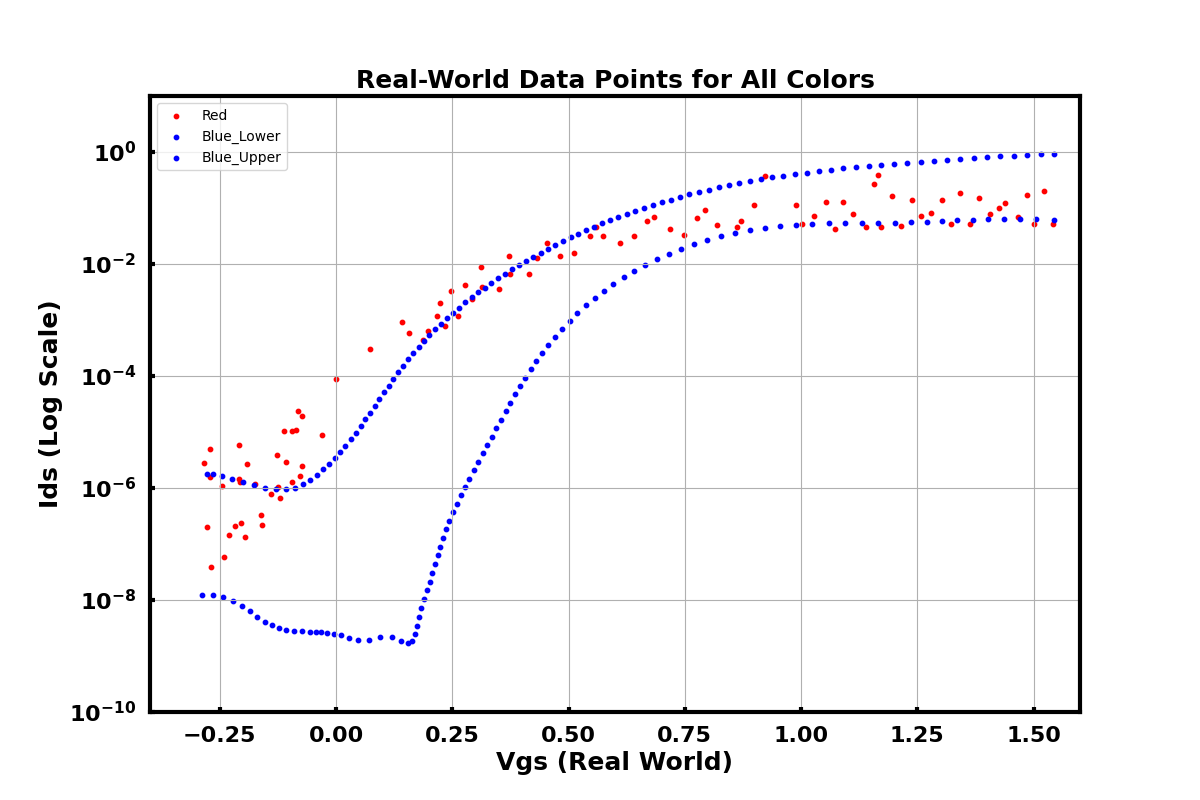 Real-World Data Points for All Colors
Red
Blue_Lower
Blue_Upper
10⁰
10⁻²
10⁻⁴
10⁻⁶
10⁻⁸
10⁻¹⁰
Ids (Log Scale)
−0.25 0.00 0.25 0.50 0.75 1.00 1.25 1.50
Vgs (Real World)